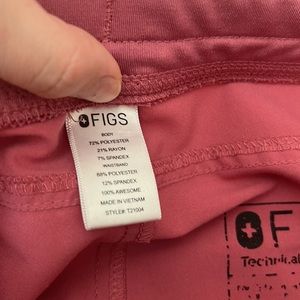 FIGS
BODY
72% POLYESTER
21% RAYON
7% SPANDEX
WAISTBAND
88% POLYESTER
12% SPANDEX
100% AWESOME
MADE IN VIETNAM
STYLE# T21004
F
Technical